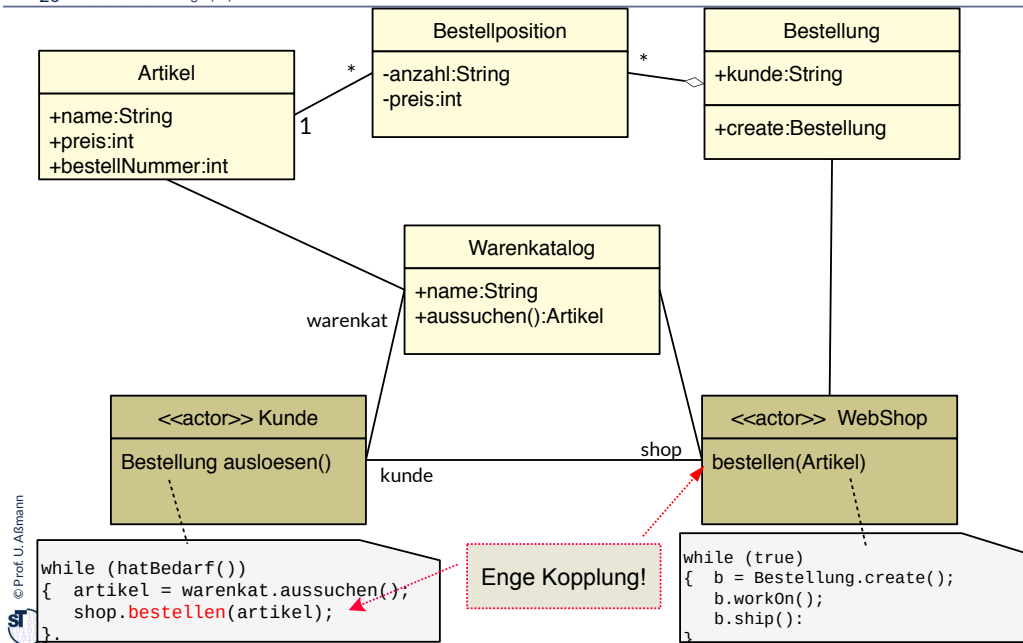 Bestellposition
-anzahl:String
-preis:int
Bestellung
+kunde:String
+create:Bestellung
Artikel
+name:String
+preis:int
+bestellNummer:int
*
*
1
Warenkatalog
+name:String
+aussuchen():Artikel
warenkat
<<actor>> Kunde
Bestellung ausloesen()
kunde
shop
<<actor>> WebShop
bestellen(Artikel)
while (hatBedarf())
{ artikel = warenkat.aussuchen();
shop.bestellen(artikel);
}.
Enge Kopplung!
while (true)
{ b = Bestellung.create();
b.workOn();
b.ship():
}
© Prof. U. Aßmann
ST